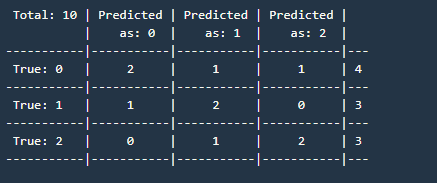 Total: 10 | Predicted | Predicted | Predicted |
          |    as: 0  |    as: 1  |    as: 2  |
----------|-----------|-----------|-----------|---
True: 0   |     2     |     1     |     1     | 4
----------|-----------|-----------|-----------|---
True: 1   |     1     |     2     |     0     | 3
----------|-----------|-----------|-----------|---
True: 2   |     0     |     1     |     2     | 3
----------|-----------|-----------|-----------|---